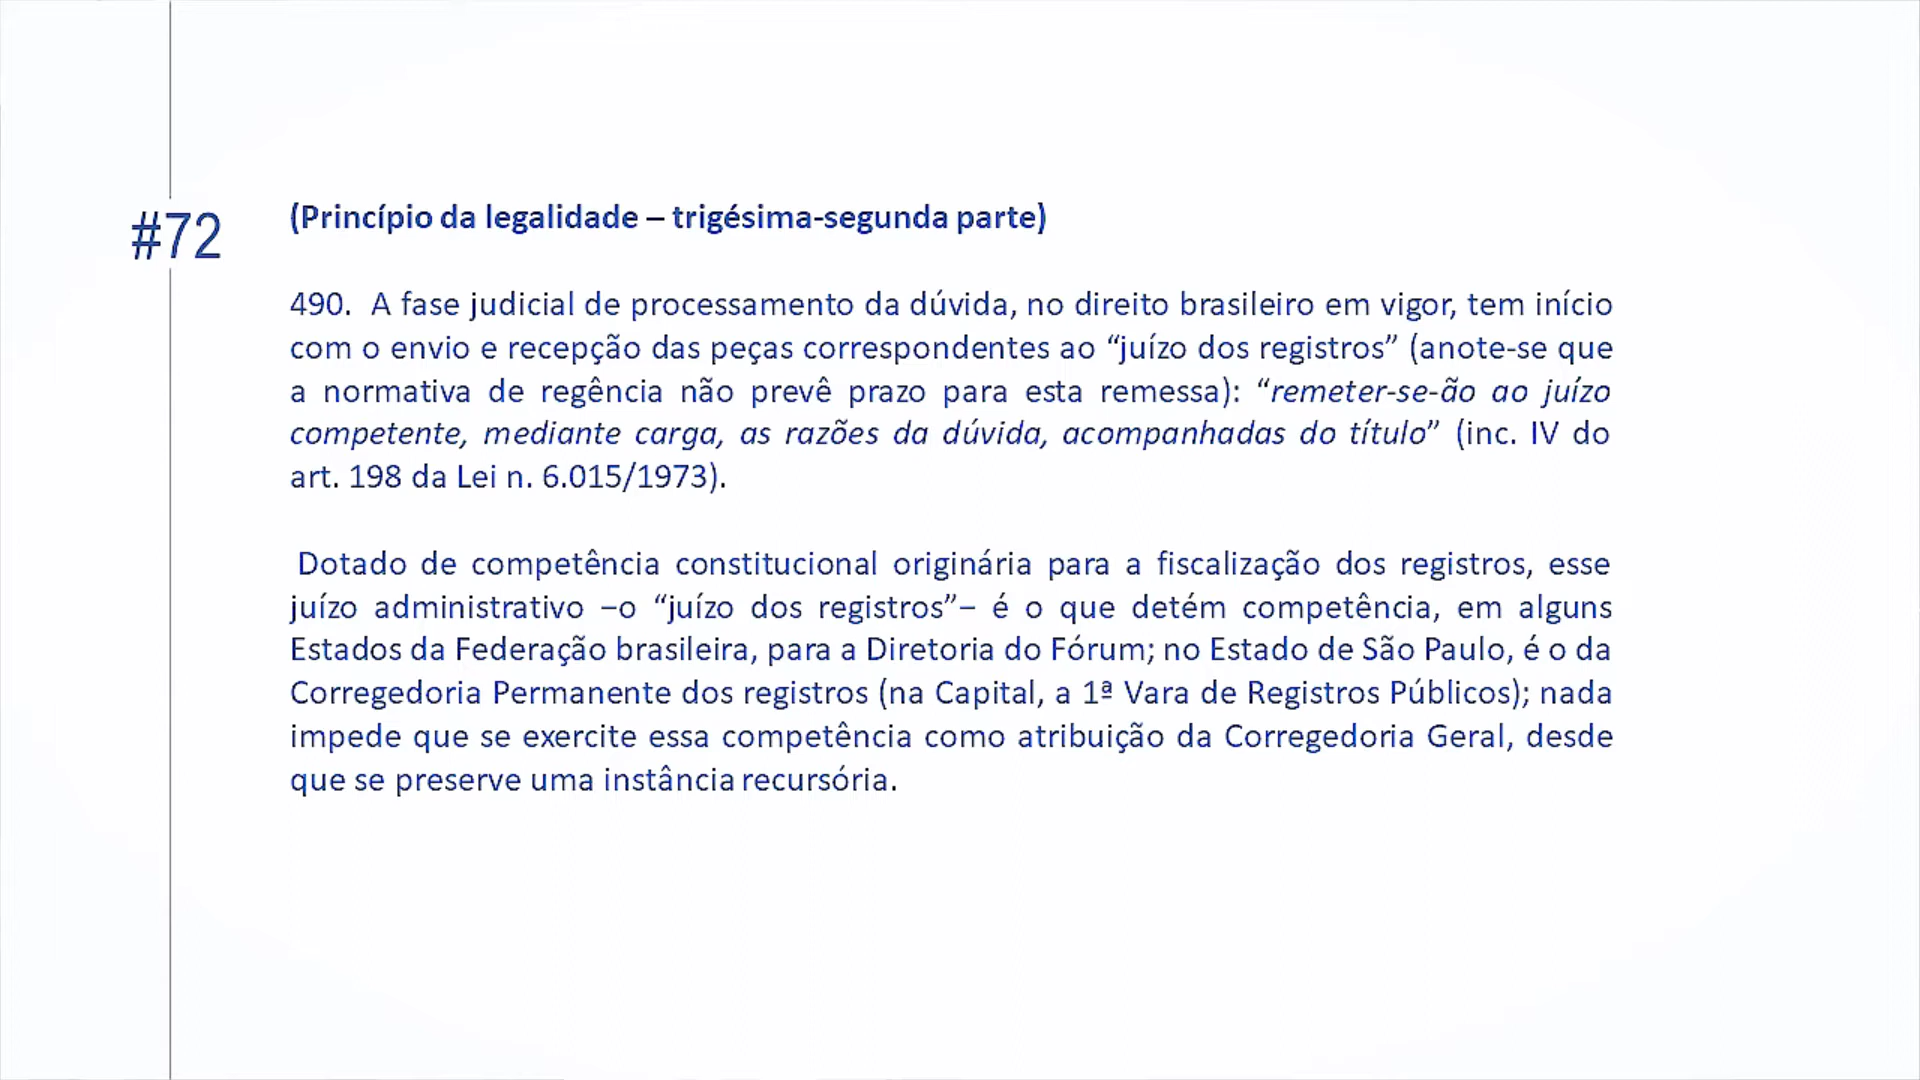 #72
(Princípio da legalidade – trigésima-segunda parte)
490. A fase judicial de processamento da dúvida, no direito brasileiro em vigor, tem início
com o envio e recepção das peças correspondentes ao “juízo dos registros” (anote-se que
a normativa de regência não prevê prazo para esta remessa): “remeter-se-ão ao juízo
competente, mediante carga, as razões da dúvida, acompanhadas do título” (inc. IV do
art. 198 da Lei n. 6.015/1973).
Dotado de competência constitucional originária para a fiscalização dos registros, esse
juízo administrativo –o “juízo dos registros”– é o que detém competência, em alguns
Estados da Federação brasileira, para a Diretoria do Fórum; no Estado de São Paulo, é o da
Corregedoria Permanente dos registros (na Capital, a 1ª Vara de Registros Públicos); nada
impede que se exercite essa competência como atribuição da Corregedoria Geral, desde
que se preserve uma instância recursória.